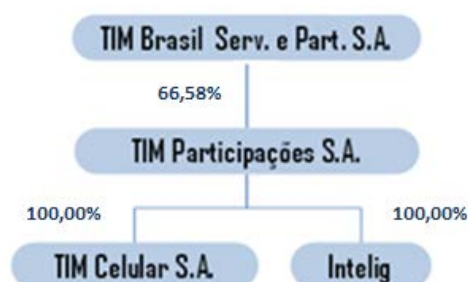 TIM Brasil Serv. e Part. S.A.
66,58%
TIM Participações S.A.
100,00% 100,00%
TIM Celular S.A. Intelig